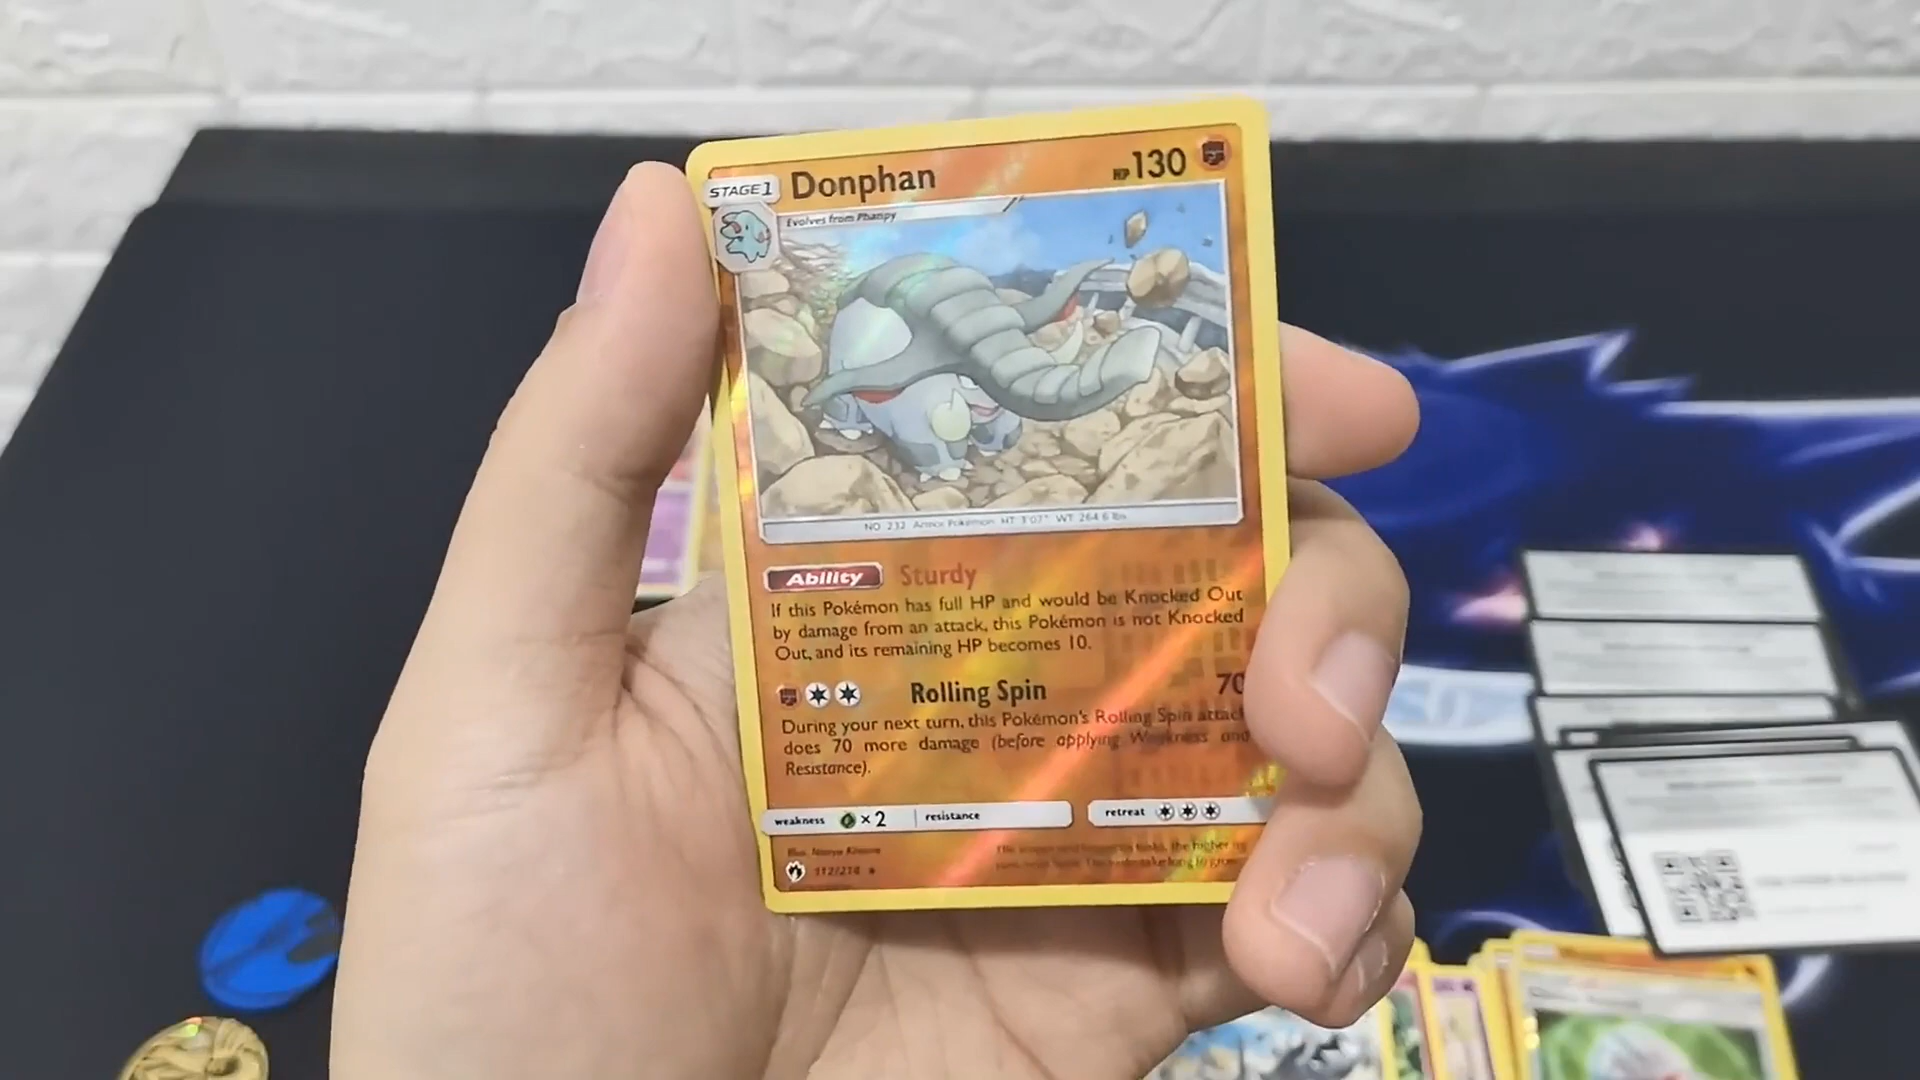 STAGE 1 Donphan HP 130
Evolves from Phanpy
NO. 232 Armor Pokémon HT 3'07" WT 264.6 lbs
Ability Sturdy
If this Pokémon has full HP and would be Knocked Out
by damage from an attack, this Pokémon is not Knocked
Out, and its remaining HP becomes 10.
Rolling Spin 70
During your next turn, this Pokémon's Rolling Spin attack
does 70 more damage (before applying Weakness and
Resistance).
weakness ×2 resistance retreat
Illus. Naoyo Kimura
112/214